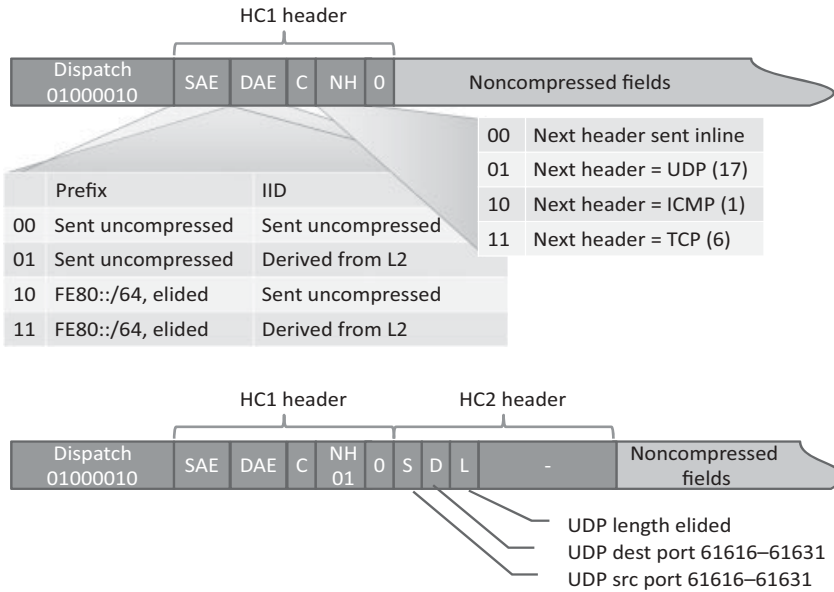 HC1 header
Dispatch
01000010
SAE DAE C NH 0 Noncompressed fields
00 Next header sent inline
01 Next header = UDP (17)
10 Next header = ICMP (1)
11 Next header = TCP (6)
Prefix IID
00 Sent uncompressed Sent uncompressed
01 Sent uncompressed Derived from L2
10 FE80::/64, elided Sent uncompressed
11 FE80::/64, elided Derived from L2
HC1 header HC2 header
Dispatch
01000010
SAE DAE C NH
01 0 S D L - Noncompressed
fields
UDP length elided
UDP dest port 61616–61631
UDP src port 61616–61631